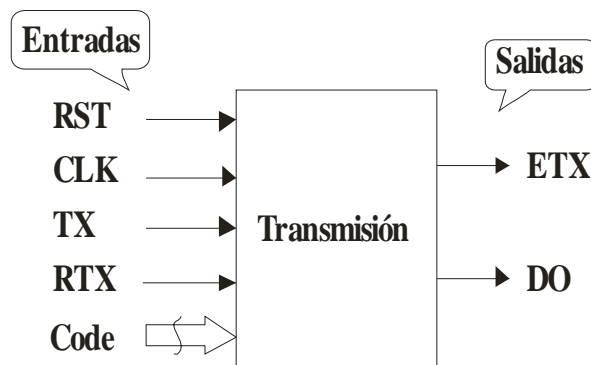 Entradas
Salidas
RST
CLK
ETX
TX
Transmisión
RTX
DO
Code